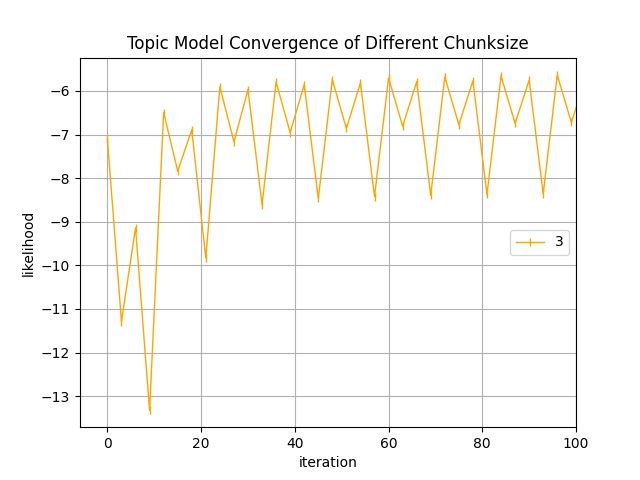 Topic Model Convergence of Different Chunksize
likelihood
−6
−7
−8
−9
−10
−11
−12
−13
3
0 20 40 60 80 100
iteration